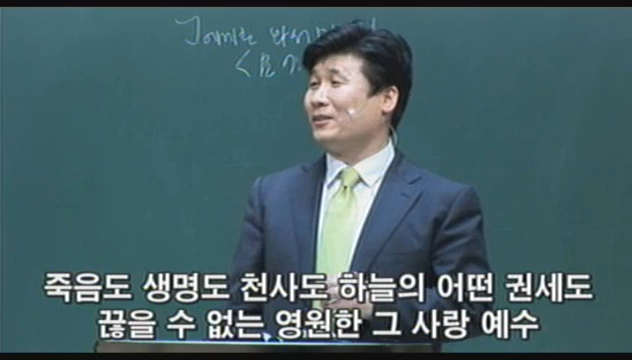 죽음도 생명도 천사도 하늘의 어떤 권세도
끊을 수 없는 영원한 그 사랑 예수